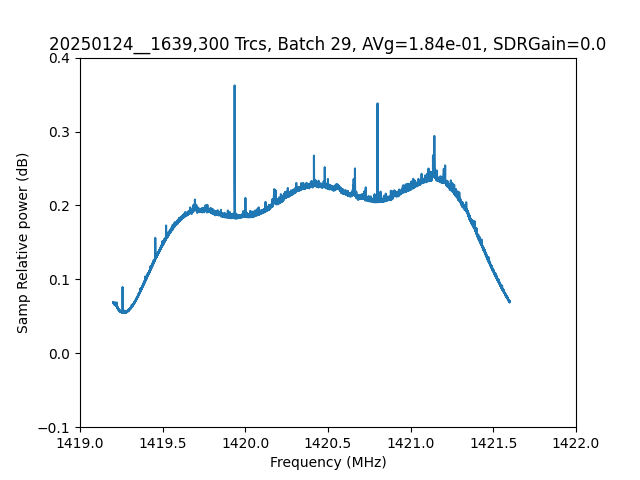 20250124__1639,300 Trcs, Batch 29, AVg=1.84e-01, SDRGain=0.0
0.4
0.3
0.2
0.1
0.0
−0.1
Samp Relative power (dB)
1419.0 1419.5 1420.0 1420.5 1421.0 1421.5 1422.0
Frequency (MHz)